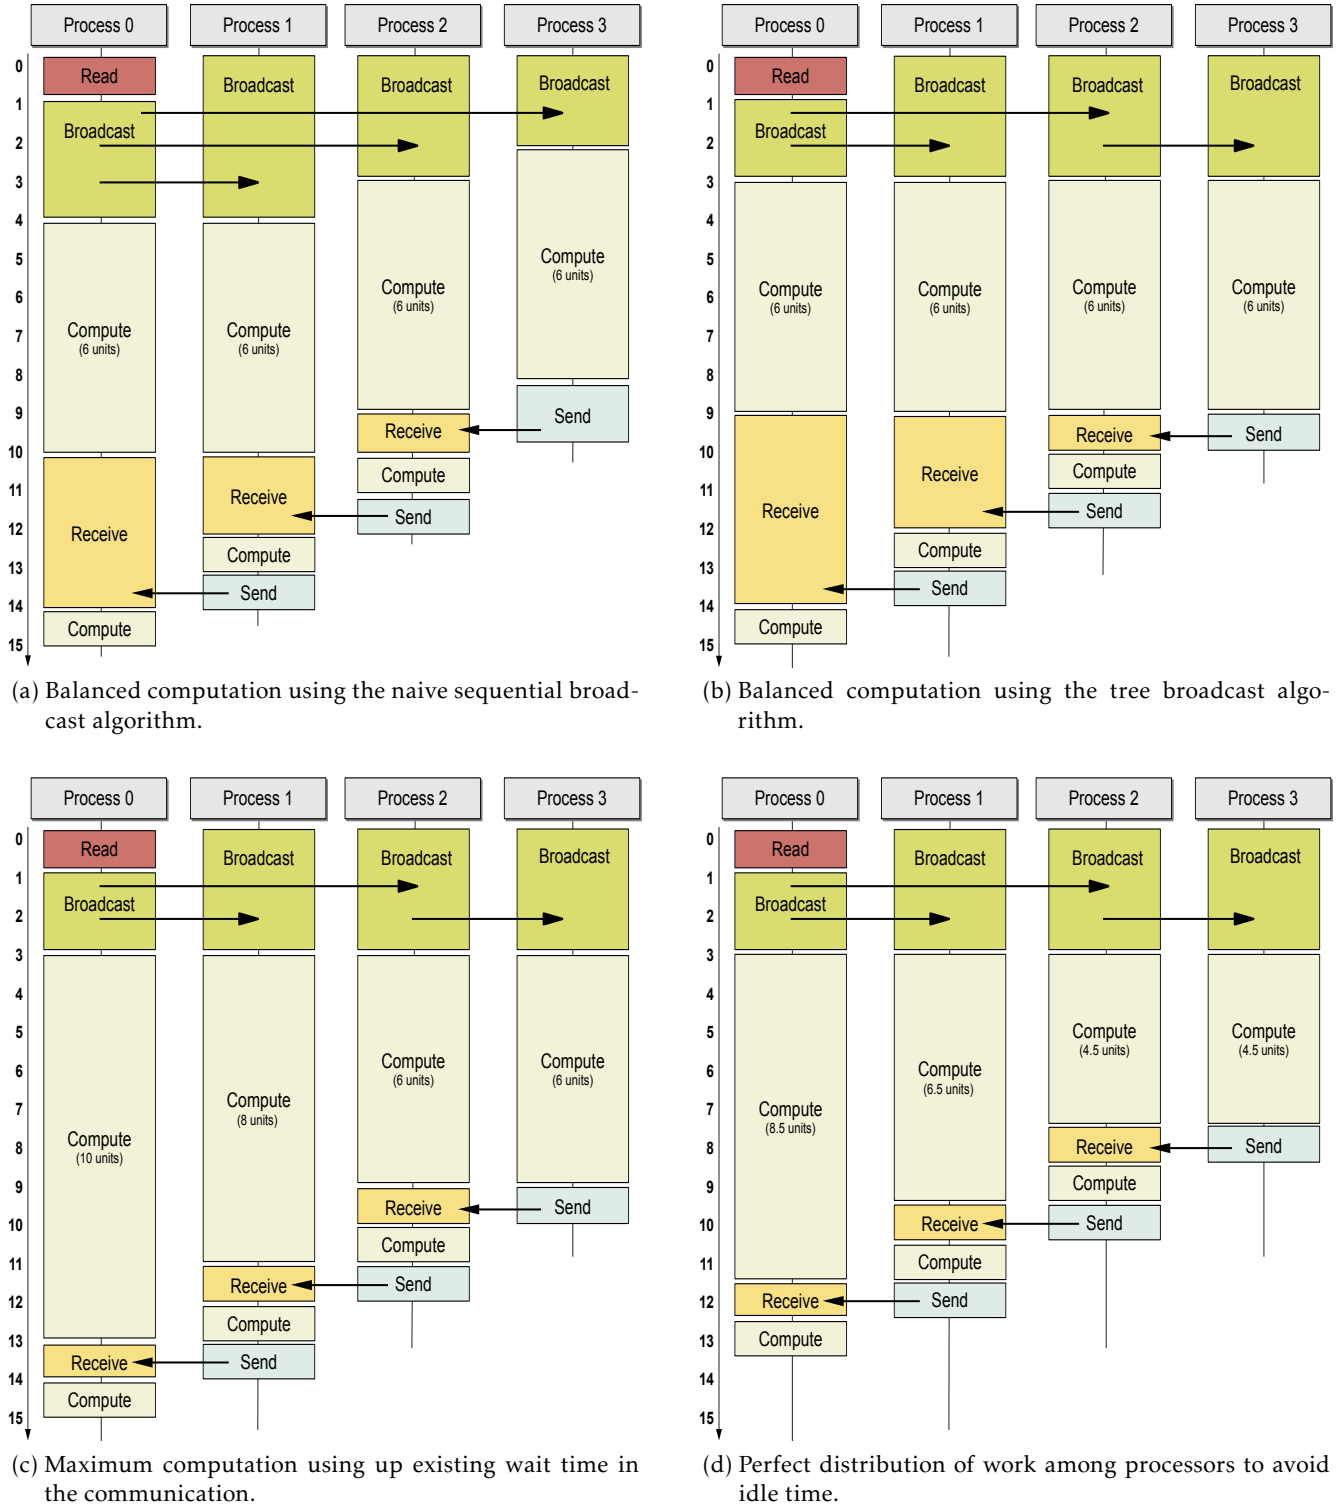 Process 0 Process 1 Process 2 Process 3
0
1
2
3
4
5
6
7
8
9
10
11
12
13
14
15
Read
Broadcast
Compute
(6 units)
Receive
Compute
Broadcast
Compute
(6 units)
Receive
Compute
Send
Broadcast
Compute
(6 units)
Receive
Compute
Send
Broadcast
Compute
(6 units)
Send
(a) Balanced computation using the naive sequential broad-
cast algorithm.
Process 0 Process 1 Process 2 Process 3
0
1
2
3
4
5
6
7
8
9
10
11
12
13
14
15
Read
Broadcast
Compute
(6 units)
Receive
Compute
Broadcast
Compute
(6 units)
Receive
Compute
Send
Broadcast
Compute
(6 units)
Receive
Compute
Send
Broadcast
Compute
(6 units)
Send
(b) Balanced computation using the tree broadcast algo-
rithm.
Process 0 Process 1 Process 2 Process 3
0
1
2
3
4
5
6
7
8
9
10
11
12
13
14
15
Read
Broadcast
Compute
(10 units)
Receive
Compute
Broadcast
Compute
(8 units)
Receive
Compute
Send
Broadcast
Compute
(6 units)
Receive
Compute
Send
Broadcast
Compute
(6 units)
Send
(c) Maximum computation using up existing wait time in
the communication.
Process 0 Process 1 Process 2 Process 3
0
1
2
3
4
5
6
7
8
9
10
11
12
13
14
15
Read
Broadcast
Compute
(8.5 units)
Receive
Compute
Broadcast
Compute
(6.5 units)
Receive
Compute
Send
Broadcast
Compute
(4.5 units)
Receive
Compute
Send
Broadcast
Compute
(4.5 units)
Send
(d) Perfect distribution of work among processors to avoid
idle time.